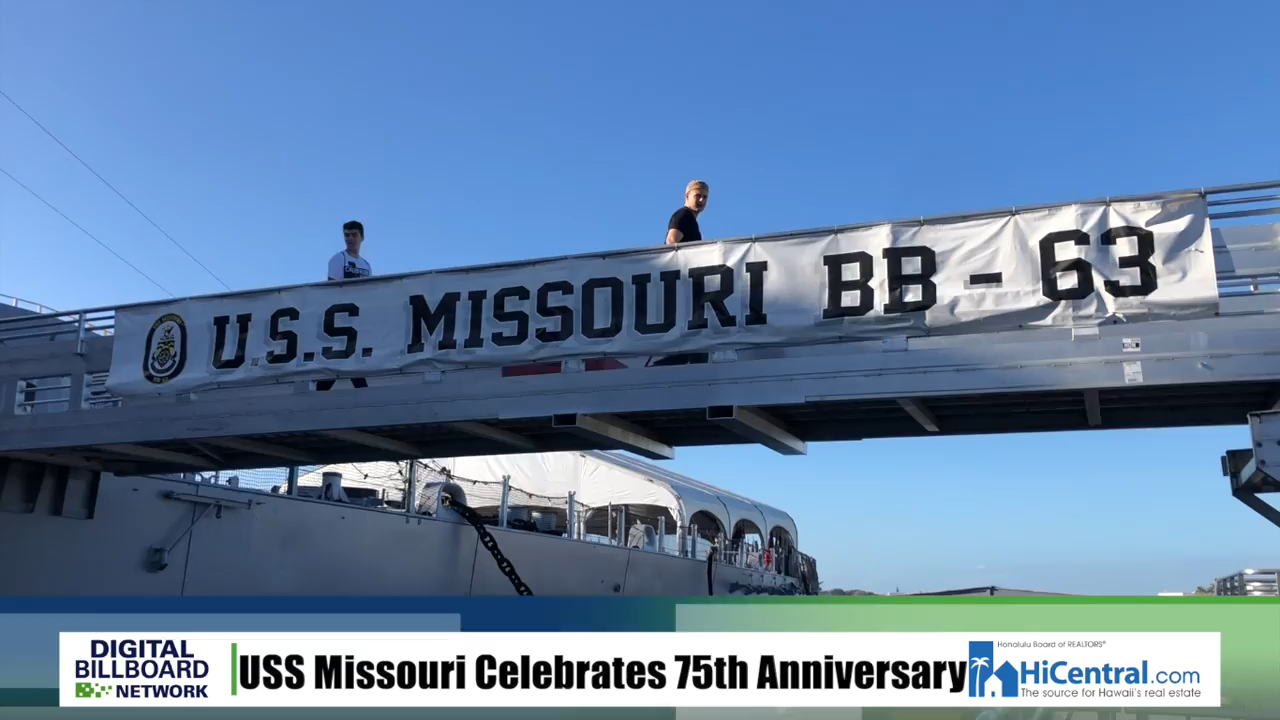 U.S.S. MISSOURI BB - 63
DIGITAL
BILLBOARD
NETWORK
USS Missouri Celebrates 75th Anniversary
Honolulu Board of REALTORS®
HiCentral.com
The source for Hawaii's real estate